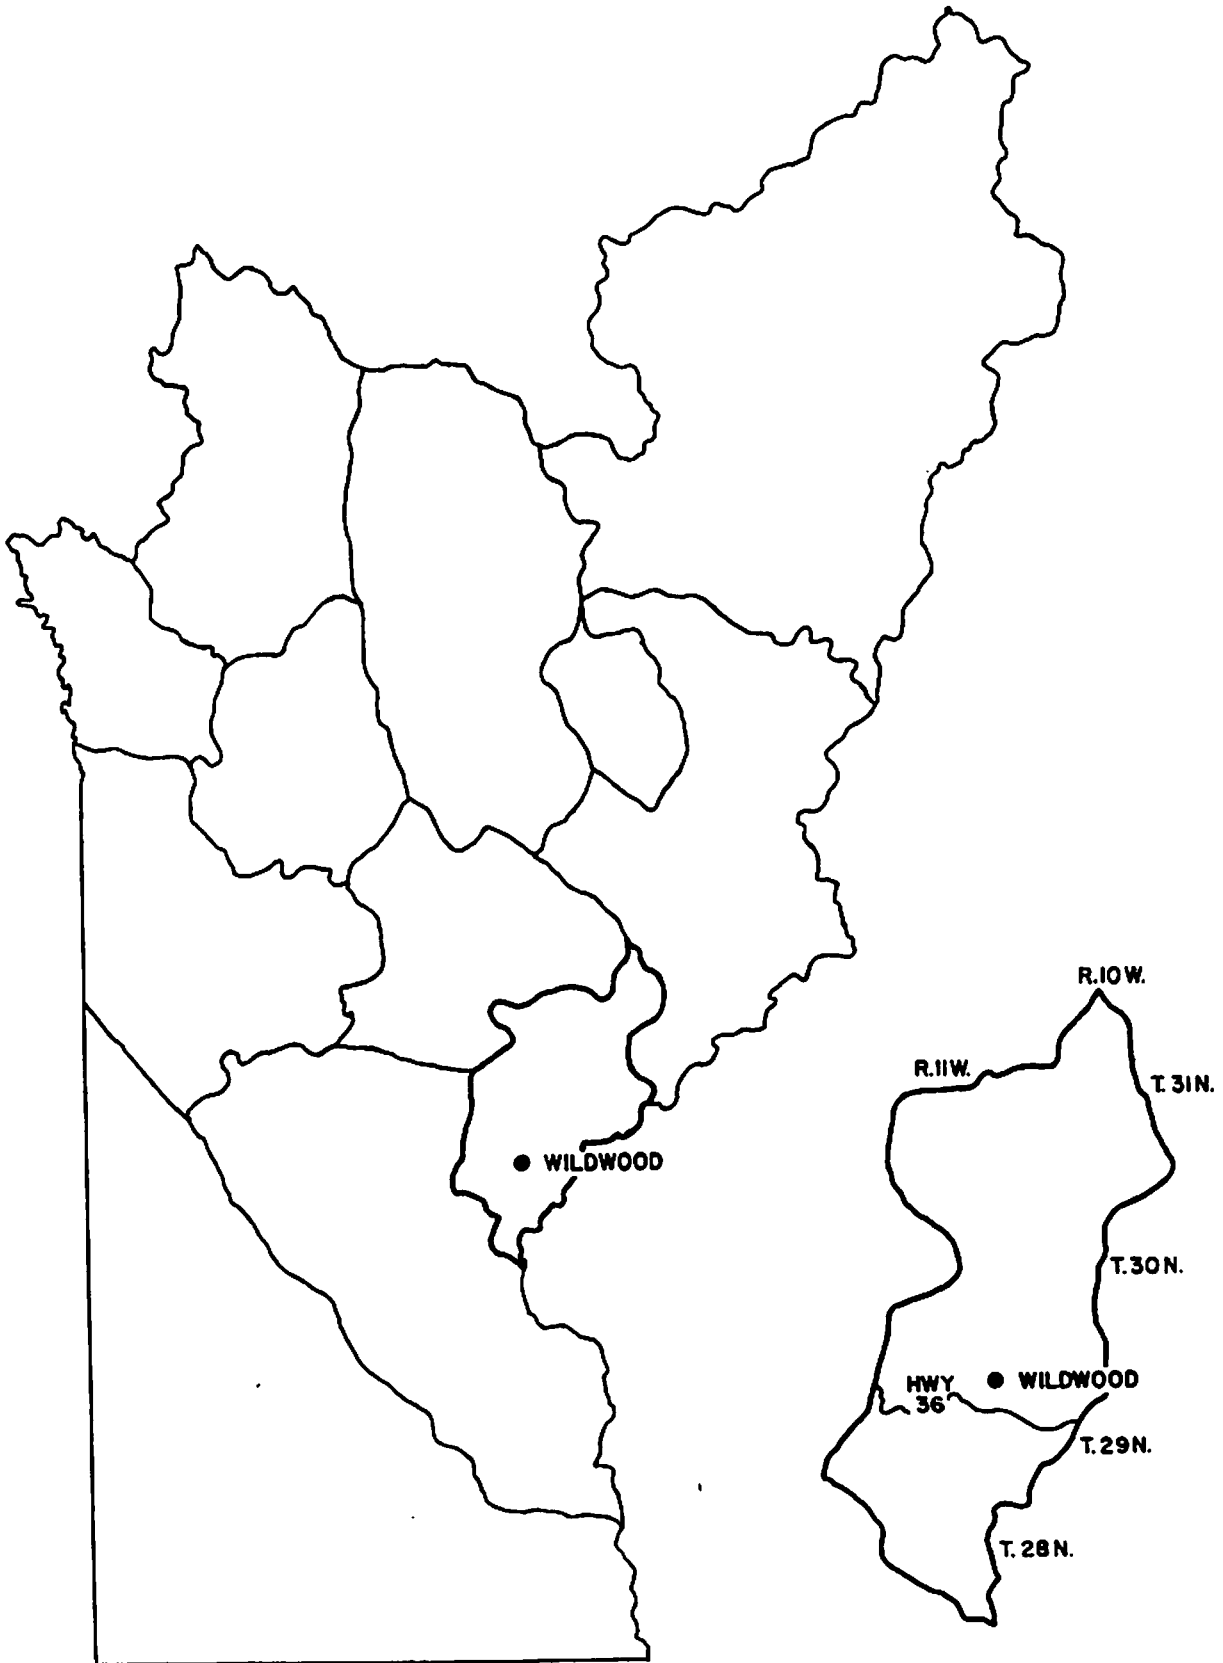 R.10W.
R.11W.
T. 31N.
WILDWOOD
T.30N.
HWY
36
WILDWOOD
T.29N.
T.28N.